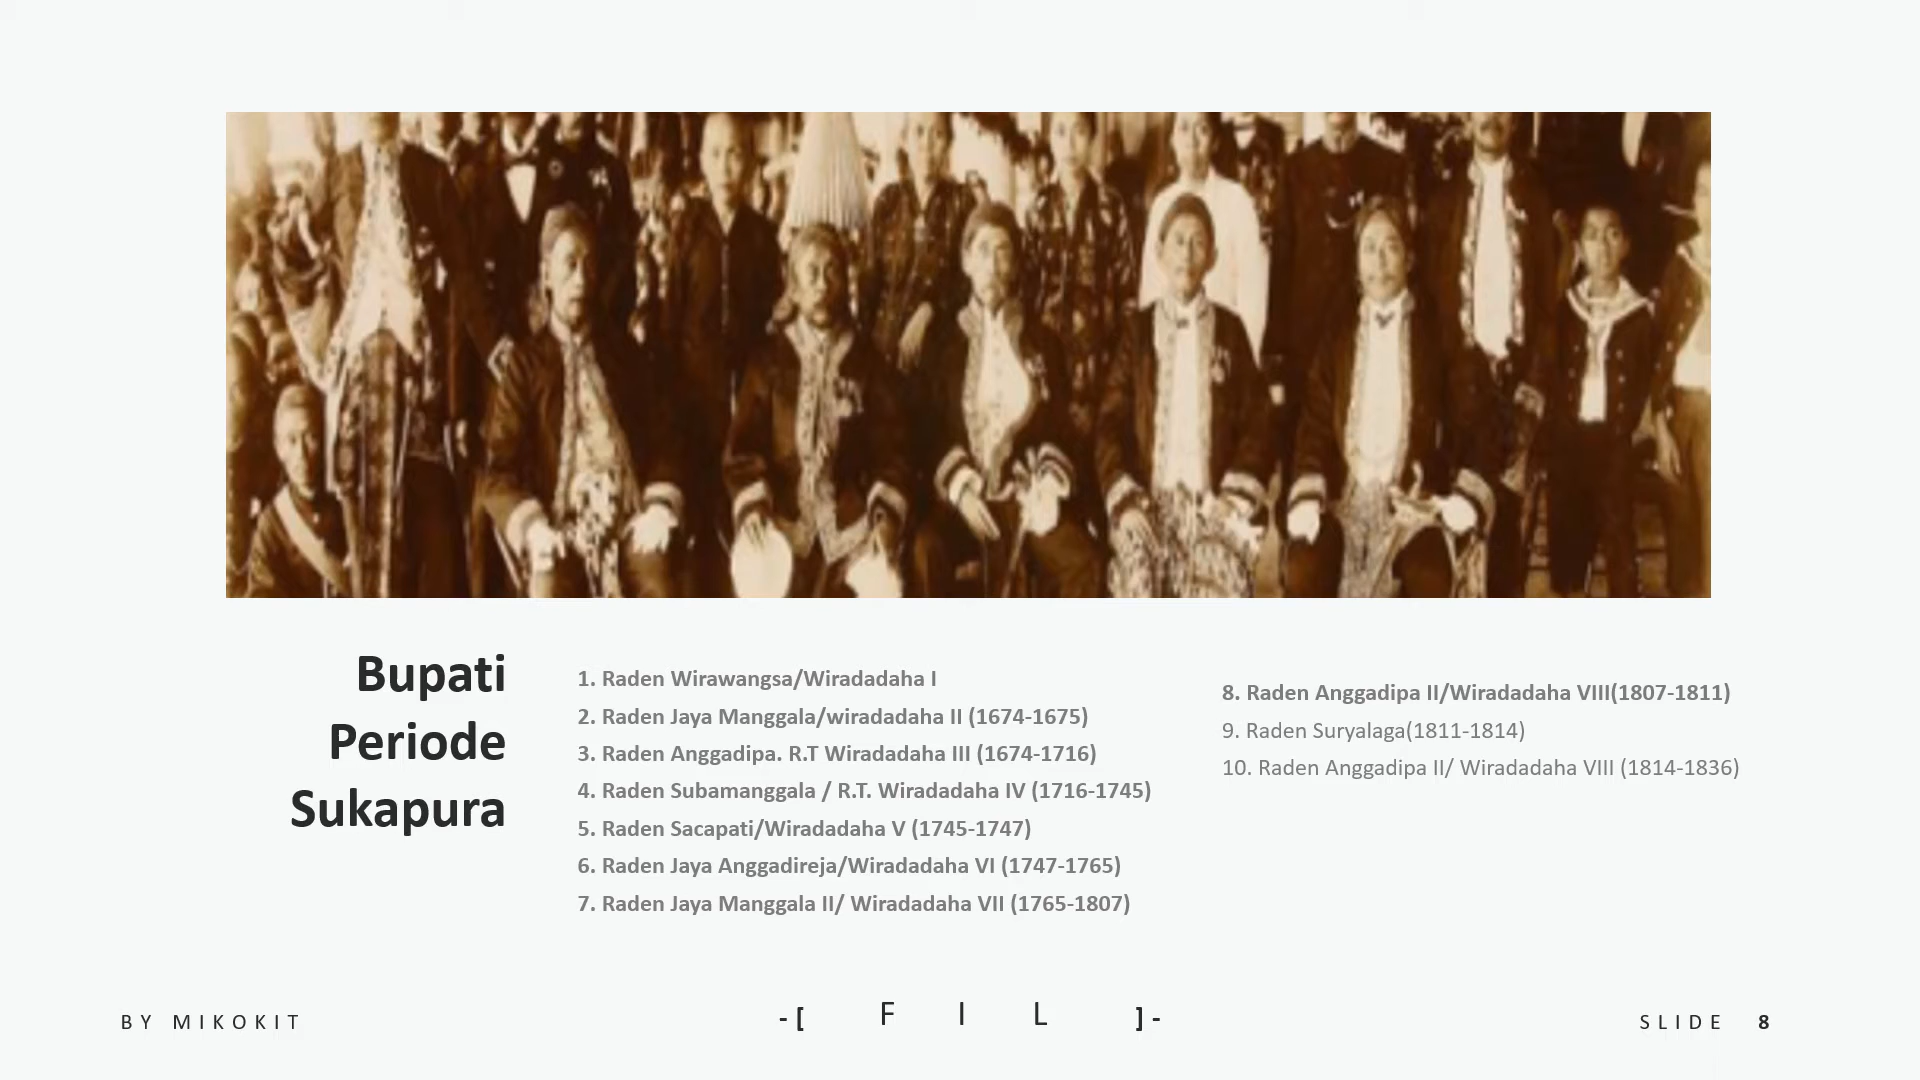 Bupati
Periode
Sukapura
1. Raden Wirawangsa/Wiradadaha I
2. Raden Jaya Manggala/wiradadaha II (1674-1675)
3. Raden Anggadipa. R.T Wiradadaha III (1674-1716)
4. Raden Subamanggala / R.T. Wiradadaha IV (1716-1745)
5. Raden Sacapati/Wiradadaha V (1745-1747)
6. Raden Jaya Anggadireja/Wiradadaha VI (1747-1765)
7. Raden Jaya Manggala II/ Wiradadaha VII (1765-1807)
8. Raden Anggadipa II/Wiradadaha VIII(1807-1811)
9. Raden Suryalaga(1811-1814)
10. Raden Anggadipa II/ Wiradadaha VIII (1814-1836)
BY MIKOKIT
-[ F I L ]-
SLIDE 8